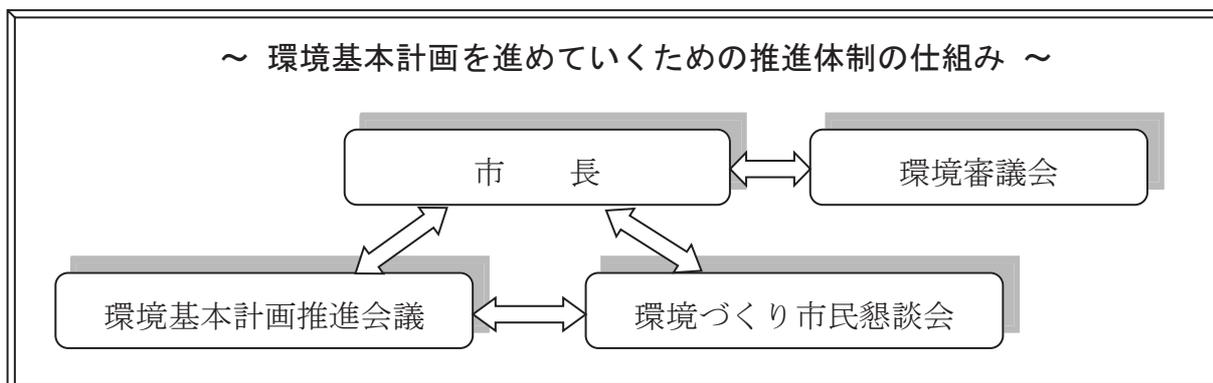 ～ 環境基本計画を進めていくための推進体制の仕組み ～
市　　長
環境審議会
環境基本計画推進会議
環境づくり市民懇談会